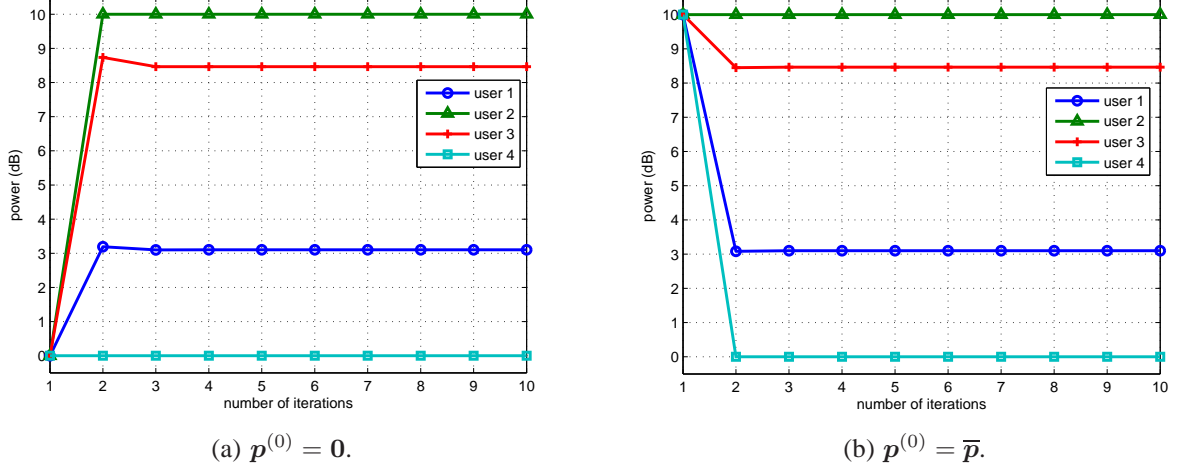 10
9
8
7
6
5
4
3
2
1
0
power (dB)
user 1
user 2
user 3
user 4
1 2 3 4 5 6 7 8 9 10
number of iterations
(a) p^(0) = 0.
10
9
8
7
6
5
4
3
2
1
0
power (dB)
user 1
user 2
user 3
user 4
1 2 3 4 5 6 7 8 9 10
number of iterations
(b) p^(0) = p̅.